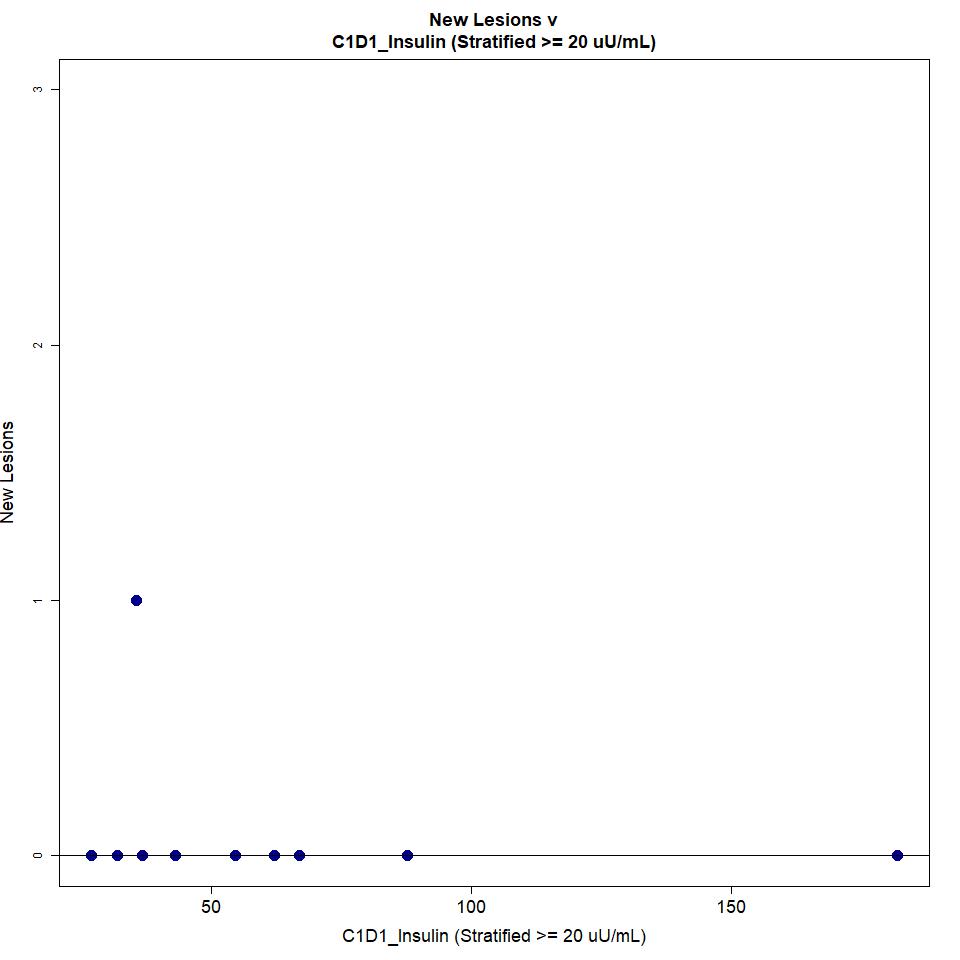 New Lesions v
C1D1_Insulin (Stratified >= 20 uU/mL)
3
2
1
0
New Lesions
50
100
150
C1D1_Insulin (Stratified >= 20 uU/mL)